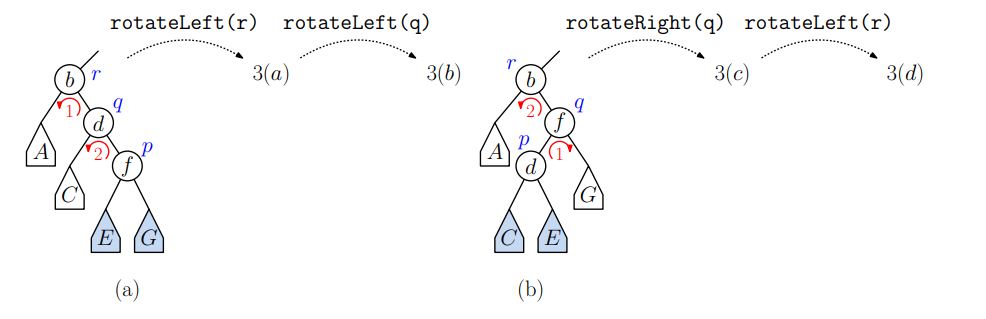 rotateLeft(r) rotateLeft(q) rotateRight(q) rotateLeft(r)
3(a) 3(b) 3(c) 3(d)
b r r b
1) q 2) q
d f
A 2) p A p (1
f d
C G
E G C E
(a) (b)